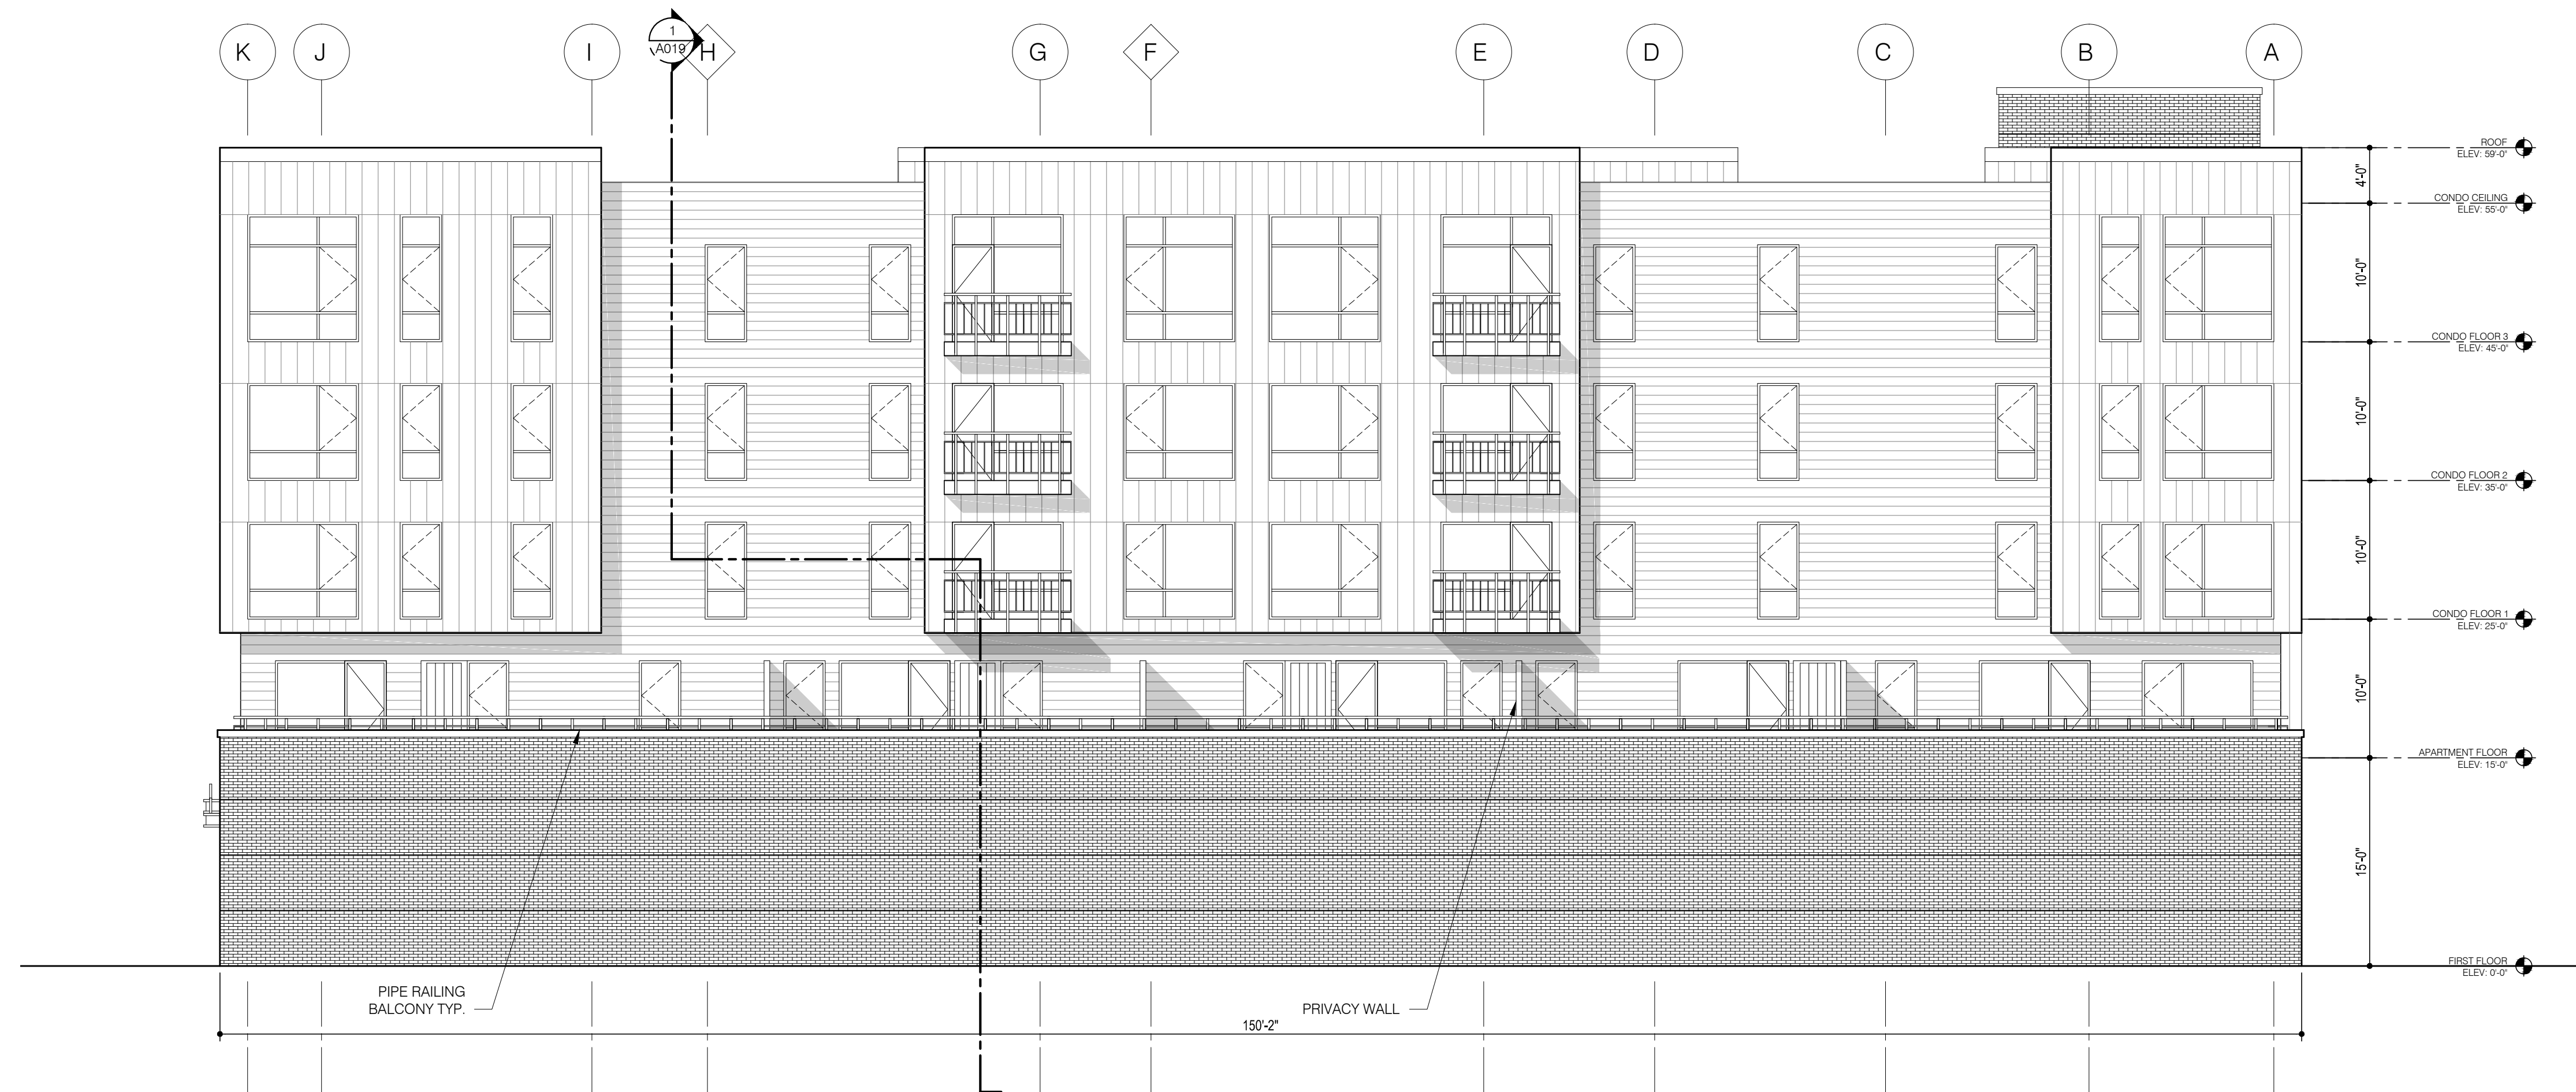 K
J
I
1
A019
H
G
F
E
D
C
B
A
ROOF
ELEV: 59'-0"
4'-0"
CONDO CEILING
ELEV: 55'-0"
10'-0"
CONDO FLOOR 3
ELEV: 45'-0"
10'-0"
CONDO FLOOR 2
ELEV: 35'-0"
10'-0"
CONDO FLOOR 1
ELEV: 25'-0"
10'-0"
APARTMENT FLOOR
ELEV: 15'-0"
15'-0"
FIRST FLOOR
ELEV: 0'-0"
PIPE RAILING
BALCONY TYP.
PRIVACY WALL
150'-2"